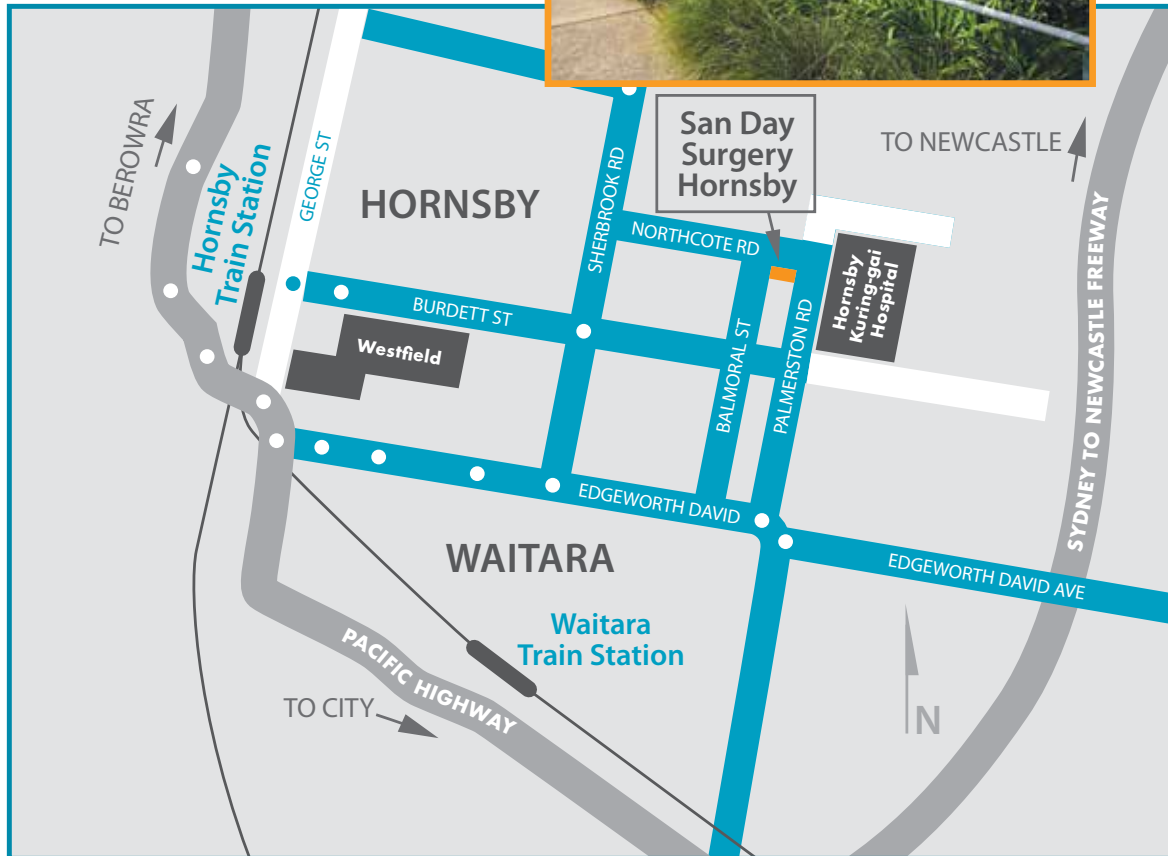 San Day
Surgery
Hornsby
TO NEWCASTLE
TO BEROWRA
Hornsby
Train Station
GEORGE ST
HORNSBY
SHERBROOK RD
NORTHCOTE RD
Hornsby
Kuring-gai
Hospital
BURDETT ST
Westfield
BALMORAL ST
PALMERSTON RD
SYDNEY TO NEWCASTLE FREEWAY
EDGEWORTH DAVID
WAITARA
EDGEWORTH DAVID AVE
Waitara
Train Station
PACIFIC HIGHWAY
TO CITY
N